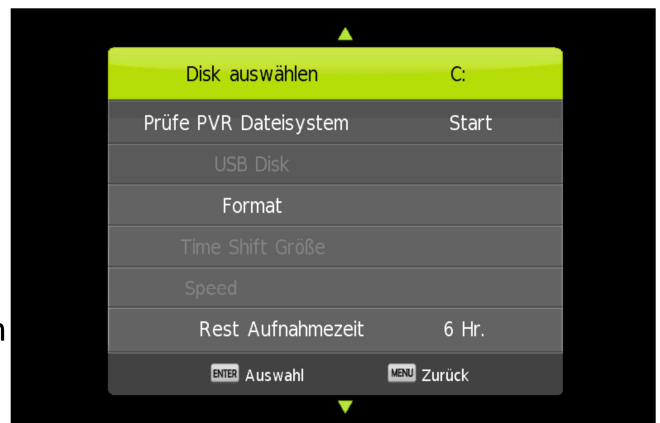 Disk auswählen C:
Prüfe PVR Dateisystem Start
USB Disk
Format
Time Shift Größe
Speed
n
Rest Aufnahmezeit 6 Hr.
ENTER Auswahl MENU Zurück